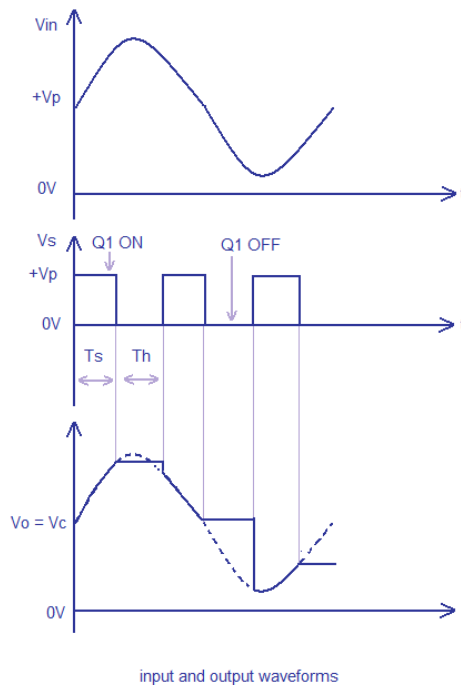 Vin
+Vp
0V
Vs
Q1 ON
Q1 OFF
+Vp
0V
Ts
Th
Vo = Vc
0V
input and output waveforms